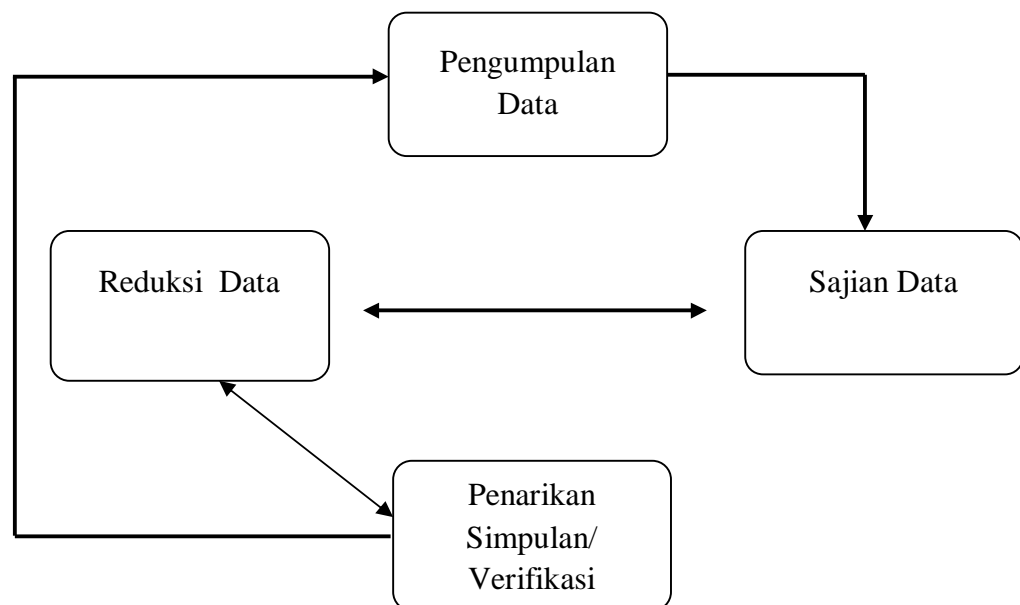 Pengumpulan
Data
Reduksi Data
Sajian Data
Penarikan
Simpulan/
Verifikasi